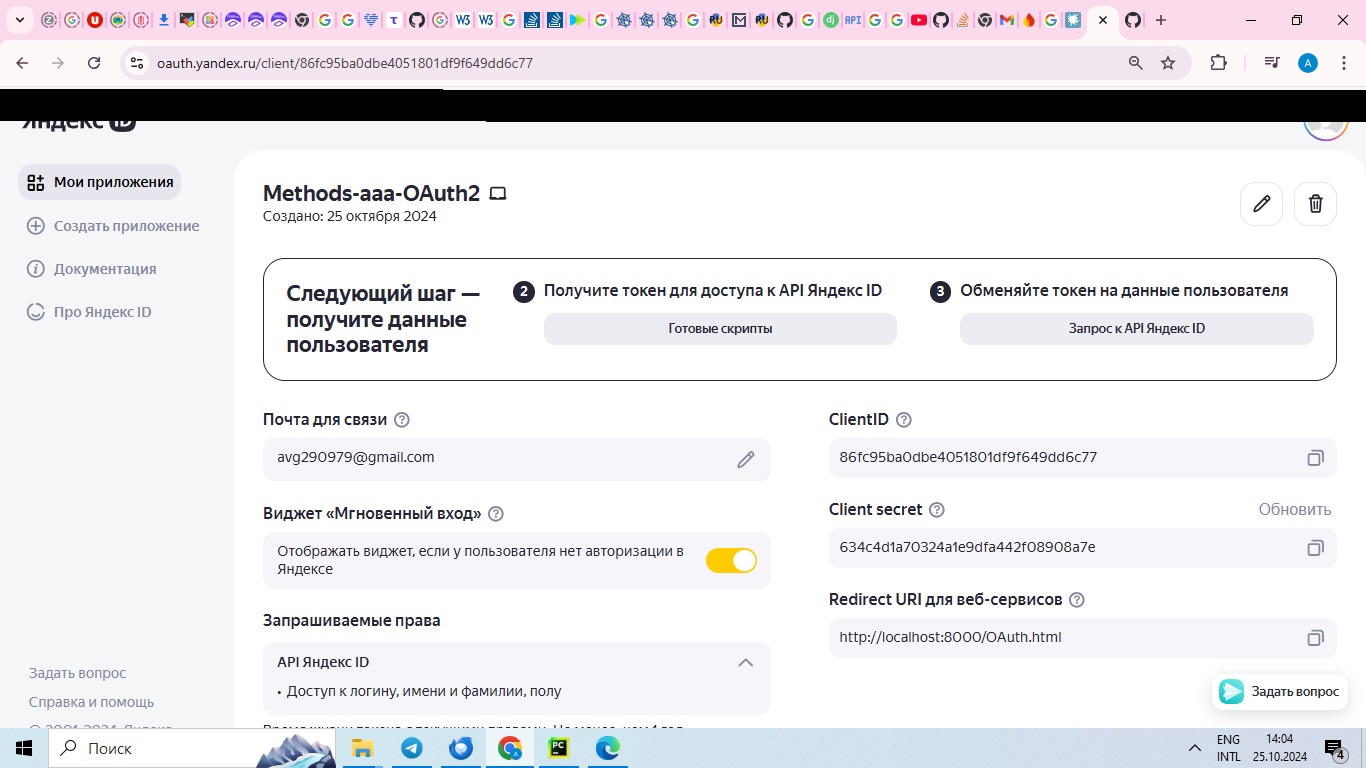 oauth.yandex.ru/client/86fc95ba0dbe4051801df9f649dd6c77
A
Яндекс ID
Мои приложения
Создать приложение
Документация
Про Яндекс ID
Methods-aaa-OAuth2
Создано: 25 октября 2024
Следующий шаг —
получите данные
пользователя
2 Получите токен для доступа к API Яндекс ID
Готовые скрипты
3 Обменяйте токен на данные пользователя
Запрос к API Яндекс ID
Почта для связи
avg290979@gmail.com
Виджет «Мгновенный вход»
Отображать виджет, если у пользователя нет авторизации в
Яндексе
Запрашиваемые права
API Яндекс ID
• Доступ к логину, имени и фамилии, полу
ClientID
86fc95ba0dbe4051801df9f649dd6c77
Client secret
Обновить
634c4d1a70324a1e9dfa442f08908a7e
Redirect URI для веб-сервисов
http://localhost:8000/OAuth.html
Задать вопрос
Справка и помощь
Задать вопрос
Поиск
ENG
INTL
14:04
25.10.2024
4